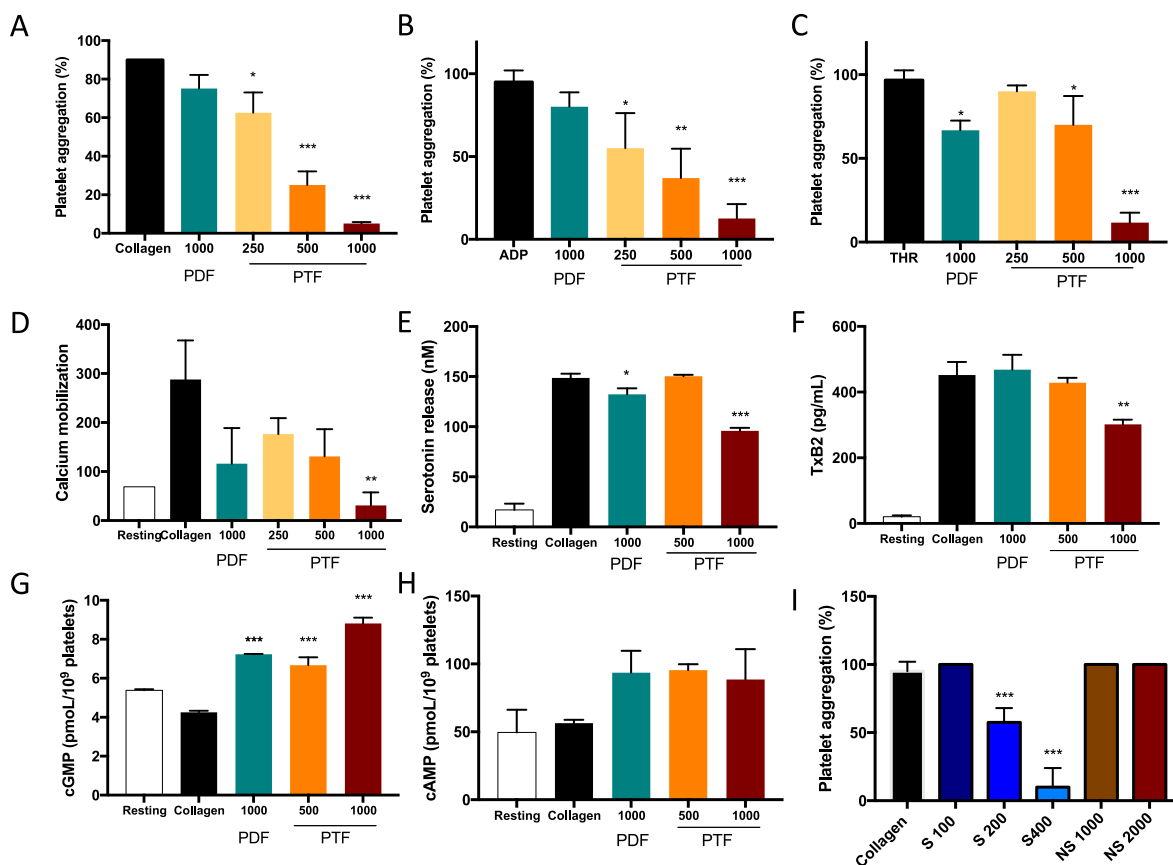 A
Platelet aggregation (%)
100
80
60
40
20
0
*
***
***
Collagen 1000 250 500 1000
PDF PTF
B
Platelet aggregation (%)
100
50
0
*
**
***
ADP 1000 250 500 1000
PDF PTF
C
Platelet aggregation (%)
100
50
0
*
*
***
THR 1000 250 500 1000
PDF PTF
D
Calcium mobilization
400
300
200
100
0
**
Resting Collagen 1000 250 500 1000
PDF PTF
E
Serotonin release (nM)
200
150
100
50
0
*
***
Resting Collagen 1000 500 1000
PDF PTF
F
TxB2 (pg/mL)
600
400
200
0
**
Resting Collagen 1000 500 1000
PDF PTF
G
cGMP (pmoL/10⁹ platelets)
10
8
6
4
2
0
***
***
***
Resting Collagen 1000 500 1000
PDF PTF
H
cAMP (pmoL/10⁹ platelets)
150
100
50
0
Resting Collagen 1000 500 1000
PDF PTF
I
Platelet aggregation (%)
150
100
50
0
***
***
Collagen S 100 S 200 S400 NS 1000 NS 2000